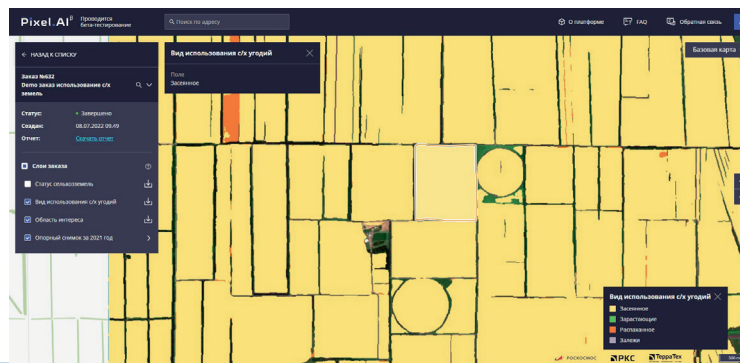 Pixel.AI β
Проводится
бета-тестирование
Поиск по адресу
О платформе
FAQ
Обратная связь
← НАЗАД К СПИСКУ
Заказ №632
Demo заказ использование с/х
земель
Статус: Завершено
Создан: 08.07.2022 09:49
Отчет: Скачать отчет
Слои заказа
Статус сельхозземель
Вид использования с/х угодий
Область интереса
Опорный снимок за 2021 год
Вид использования с/х угодий
Поле
Засеянное
Базовая карта
Вид использования с/х угодий
Засеянное
Зарастающие
Распаханное
Залежи
РОСКОСМОС
РКС
ТерраТех